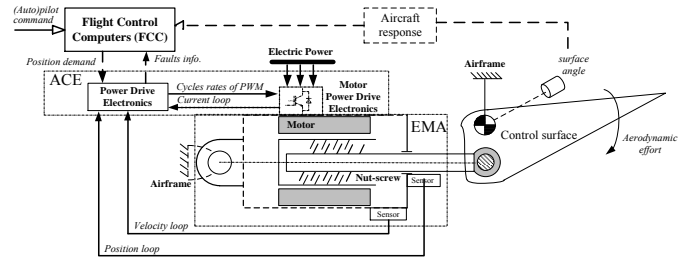 (Auto)pilot
command
Flight Control
Computers (FCC)
Aircraft
response
Position demand
Faults info.
Electric Power
surface
angle
Airframe
ACE
Power Drive
Electronics
Cycles rates of PWM
Current loop
Motor
Power Drive
Electronics
Motor
EMA
Control surface
Aerodynamic
effort
Airframe
Nut-screw
Sensor
Sensor
Velocity loop
Position loop